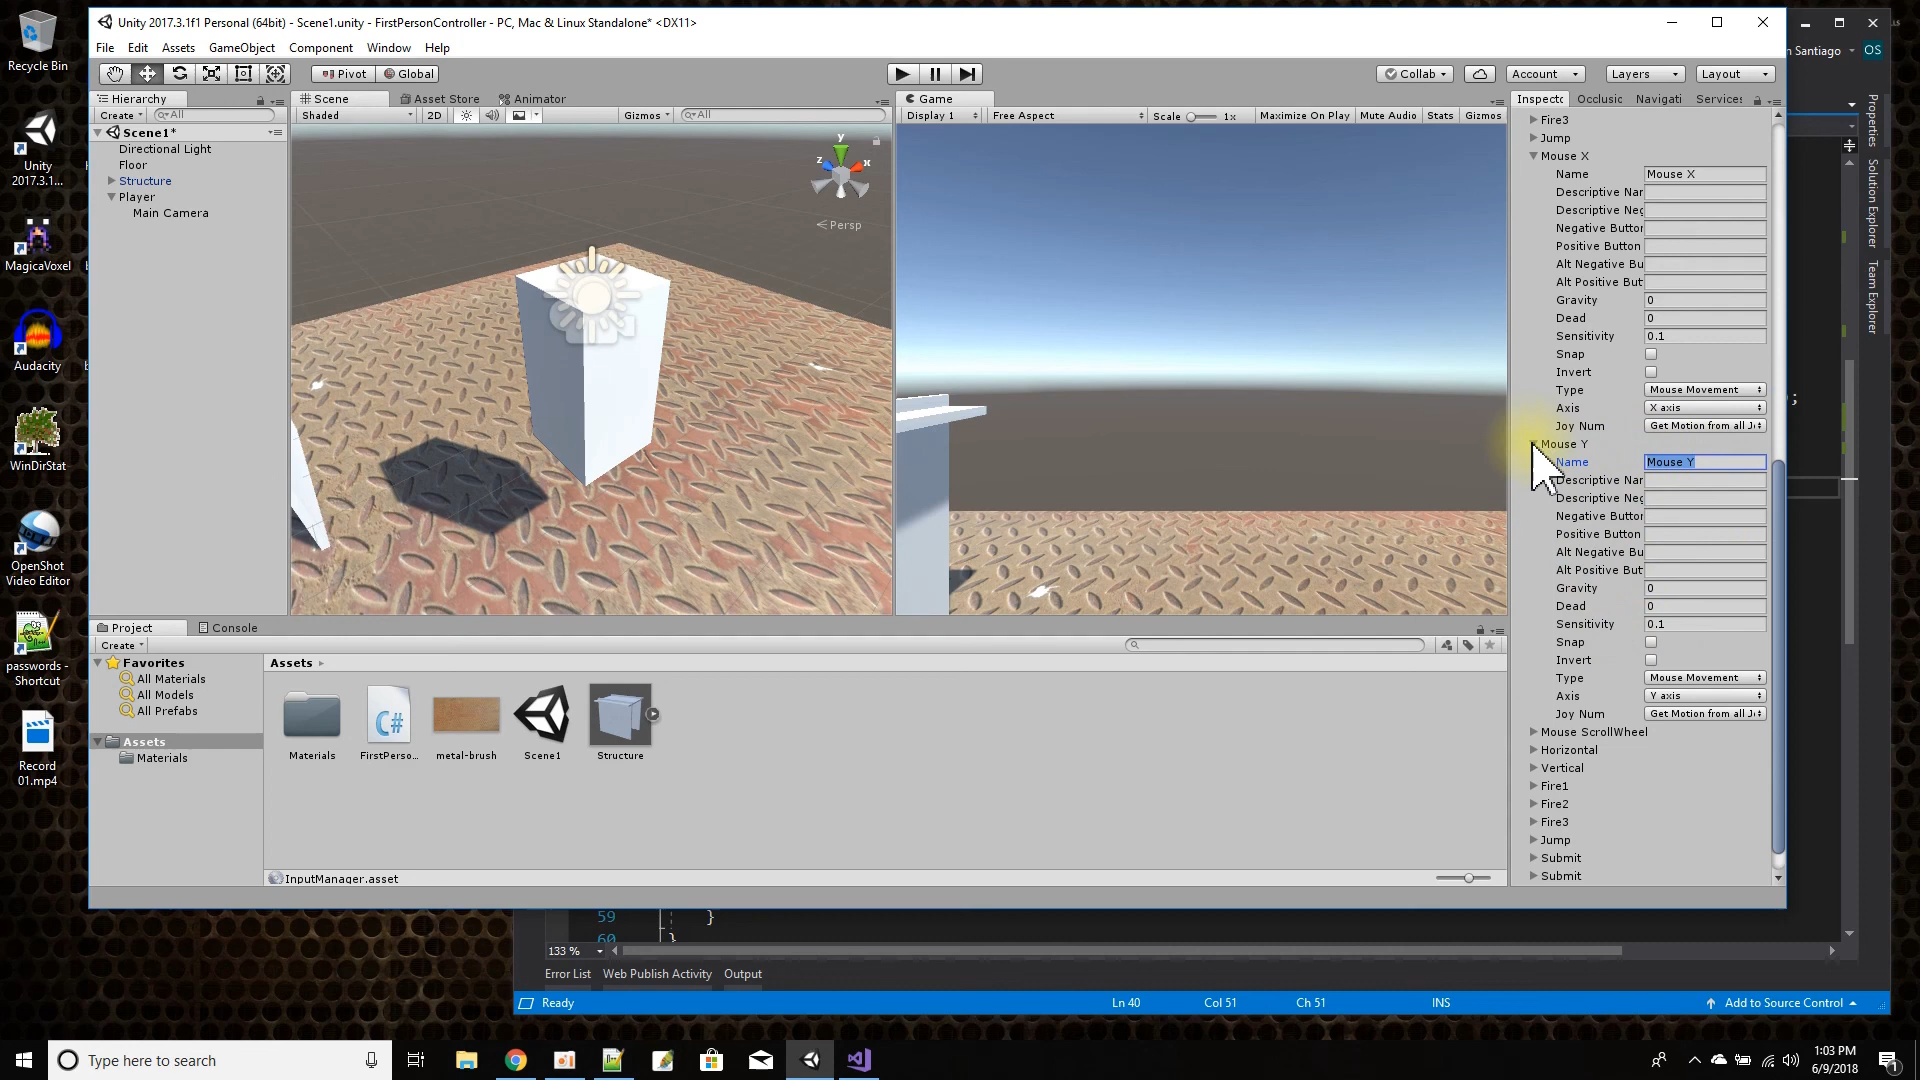 Recycle Bin
Unity
2017.3.1...
MagicaVoxel
Audacity
WinDirStat
OpenShot
Video Editor
passwords -
Shortcut
Record
01.mp4
Unity 2017.3.1f1 Personal (64bit) - Scene1.unity - FirstPersonController - PC, Mac & Linux Standalone* <DX11>
File Edit Assets GameObject Component Window Help
Pivot Global
Collab Account Layers Layout
Hierarchy
Create All
Scene1*
Directional Light
Floor
Structure
Player
Main Camera
Scene Asset Store Animator
Shaded 2D Gizmos All
y
z x
Persp
Game
Display 1 Free Aspect Scale 1x Maximize On Play Mute Audio Stats Gizmos
Inspecto Occlusic Navigati Services
Fire3
Jump
Mouse X
Name Mouse X
Descriptive Nar
Descriptive Neg
Negative Button
Positive Button
Alt Negative Bu
Alt Positive But
Gravity 0
Dead 0
Sensitivity 0.1
Snap
Invert
Type Mouse Movement
Axis X axis
Joy Num Get Motion from all J
Mouse Y
Name Mouse Y
Descriptive Nar
Descriptive Neg
Negative Button
Positive Button
Alt Negative Bu
Alt Positive But
Gravity 0
Dead 0
Sensitivity 0.1
Snap
Invert
Type Mouse Movement
Axis Y axis
Joy Num Get Motion from all J
Mouse ScrollWheel
Horizontal
Vertical
Fire1
Fire2
Fire3
Jump
Submit
Submit
Project Console
Create
Favorites
All Materials
All Models
All Prefabs
Assets
Materials
Assets
Materials
C#
FirstPerso...
metal-brush
Scene1
Structure
InputManager.asset
n Santiago OS
Properties
Solution Explorer
Team Explorer
);
59 }
60 }
133 %
Error List Web Publish Activity Output
Ready Ln 40 Col 51 Ch 51 INS Add to Source Control
Type here to search
1:03 PM
6/9/2018
1